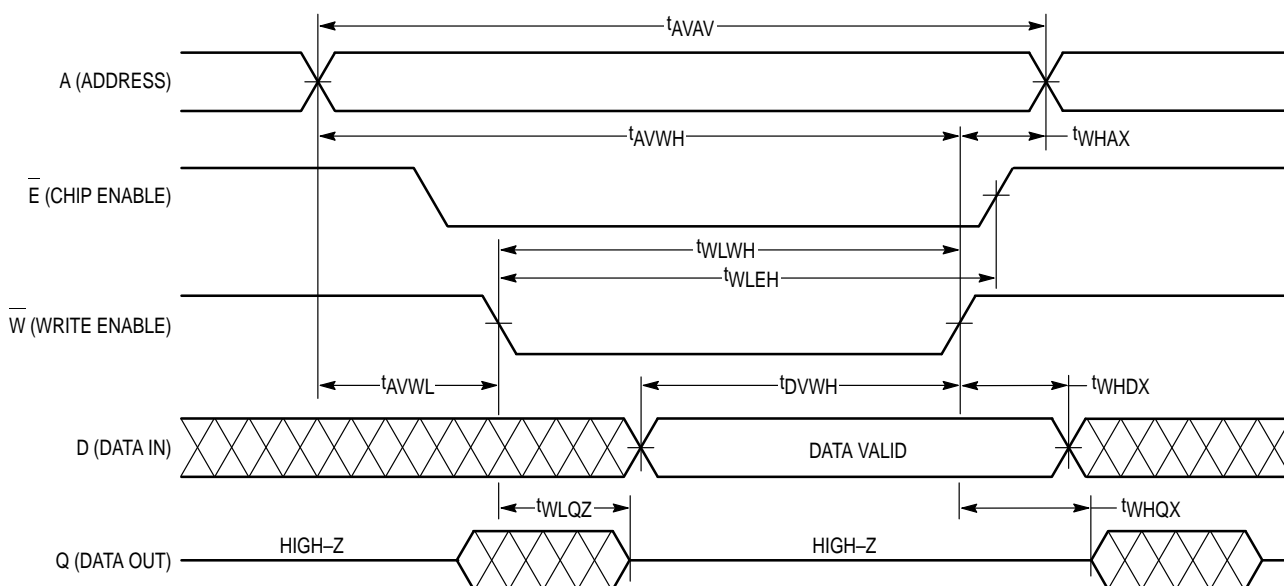 tAVAV
A (ADDRESS)
tAVWH
tWHAX
E (CHIP ENABLE)
tWLWH
tWLEH
W (WRITE ENABLE)
tAVWL
tDVWH
tWHDX
D (DATA IN)
DATA VALID
tWLQZ
tWHQX
Q (DATA OUT)
HIGH–Z
HIGH–Z